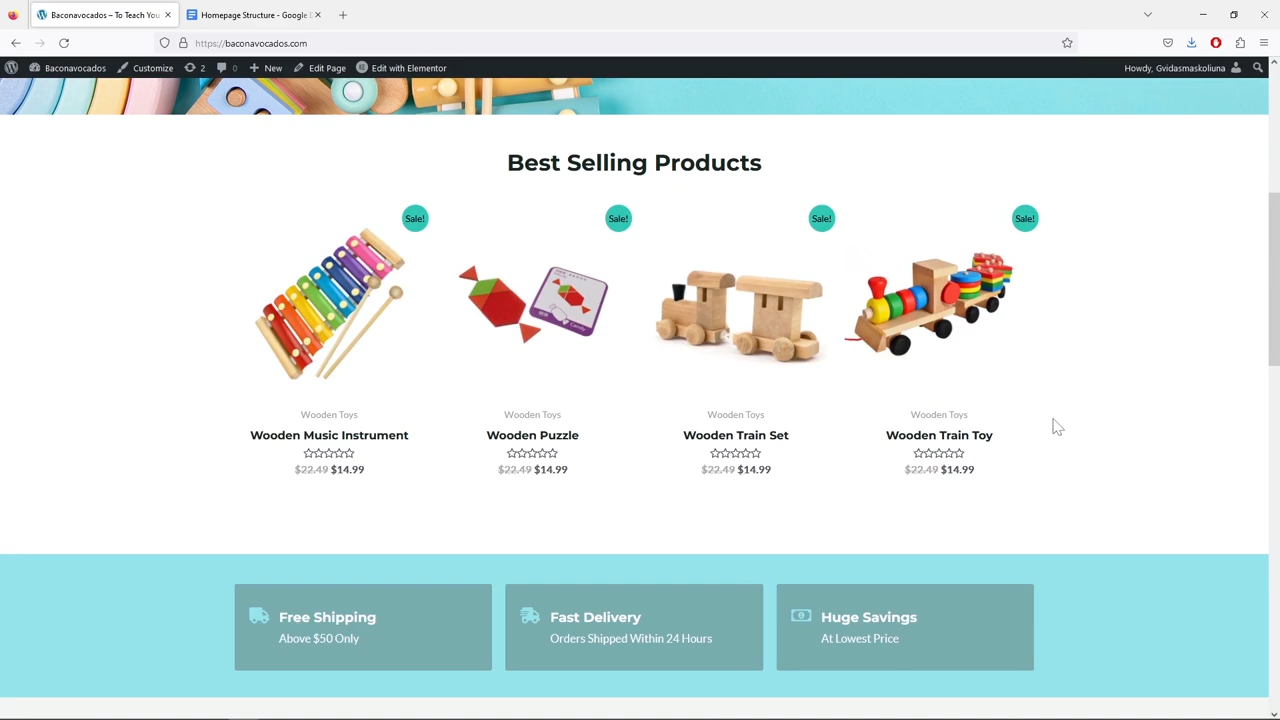 Baconavocados – To Teach You
Homepage Structure - Google
https://baconavocados.com
Baconavocados
Customize
2
0
New
Edit Page
Edit with Elementor
Howdy, Gvidasmaskoliuna
Best Selling Products
Sale!
Sale!
Sale!
Sale!
Wooden Toys
Wooden Toys
Wooden Toys
Wooden Toys
Wooden Music Instrument
Wooden Puzzle
Wooden Train Set
Wooden Train Toy
$22.49 $14.99
$22.49 $14.99
$22.49 $14.99
$22.49 $14.99
Free Shipping
Above $50 Only
Fast Delivery
Orders Shipped Within 24 Hours
Huge Savings
At Lowest Price